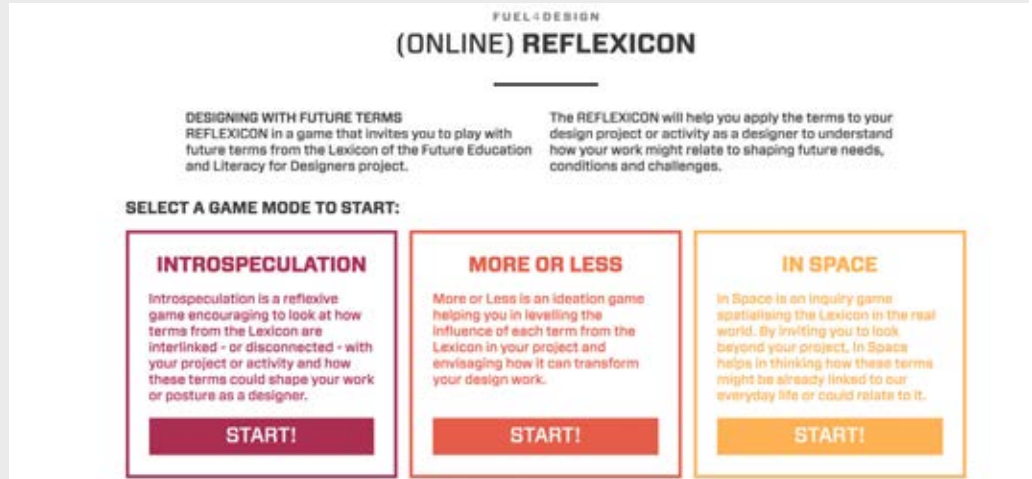 FUEL4DESIGN
(ONLINE) REFLEXICON
DESIGNING WITH FUTURE TERMS
REFLEXICON in a game that invites you to play with
future terms from the Lexicon of the Future Education
and Literacy for Designers project.
The REFLEXICON will help you apply the terms to your
design project or activity as a designer to understand
how your work might relate to shaping future needs,
conditions and challenges.
SELECT A GAME MODE TO START:
INTROSPECULATION
Introspeculation is a reflexive
game encouraging to look at how
terms from the Lexicon are
interlinked - or disconnected - with
your project or activity and how
these terms could shape your work
or posture as a designer.
START!
MORE OR LESS
More or Less is an ideation game
helping you in levelling the
influence of each term from the
Lexicon in your project and
envisaging how it can transform
your design work.
START!
IN SPACE
In Space is an inquiry game
spatialising the Lexicon in the real
world. By inviting you to look
beyond your project, In Space
helps in thinking how these terms
might be already linked to our
everyday life or could relate to it.
START!